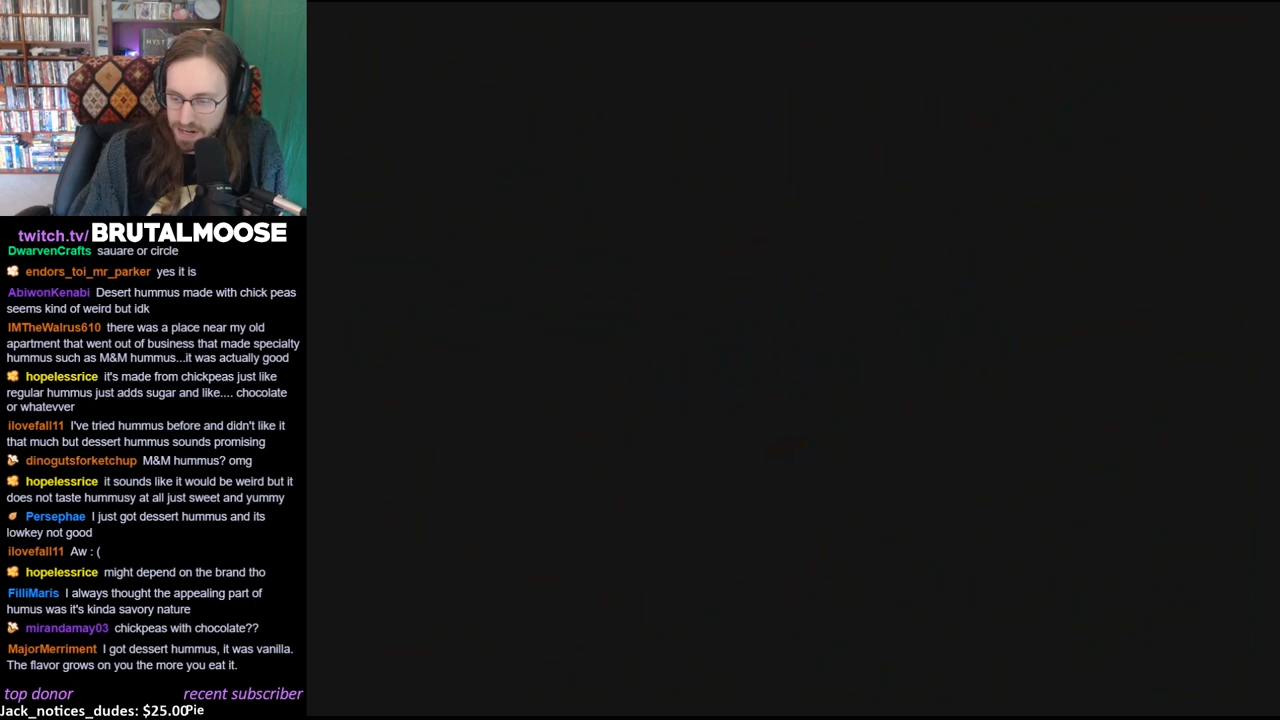 MYST
twitch.tv/BRUTALMOOSE
DwarvenCrafts sauare or circle
endors_toi_mr_parker yes it is
AbiwonKenabi Desert hummus made with chick peas
seems kind of weird but idk
IMTheWalrus610 there was a place near my old
apartment that went out of business that made specialty
hummus such as M&M hummus...it was actually good
hopelessrice it's made from chickpeas just like
regular hummus just adds sugar and like.... chocolate
or whatevver
ilovefall11 I've tried hummus before and didn't like it
that much but dessert hummus sounds promising
dinogutsforketchup M&M hummus? omg
hopelessrice it sounds like it would be weird but it
does not taste hummusy at all just sweet and yummy
Persephae I just got dessert hummus and its
lowkey not good
ilovefall11 Aw : (
hopelessrice might depend on the brand tho
FilliMaris I always thought the appealing part of
humus was it's kinda savory nature
mirandamay03 chickpeas with chocolate??
MajorMerriment I got dessert hummus, it was vanilla.
The flavor grows on you the more you eat it.
top donor recent subscriber
Jack_notices_dudes: $25.00 Pie